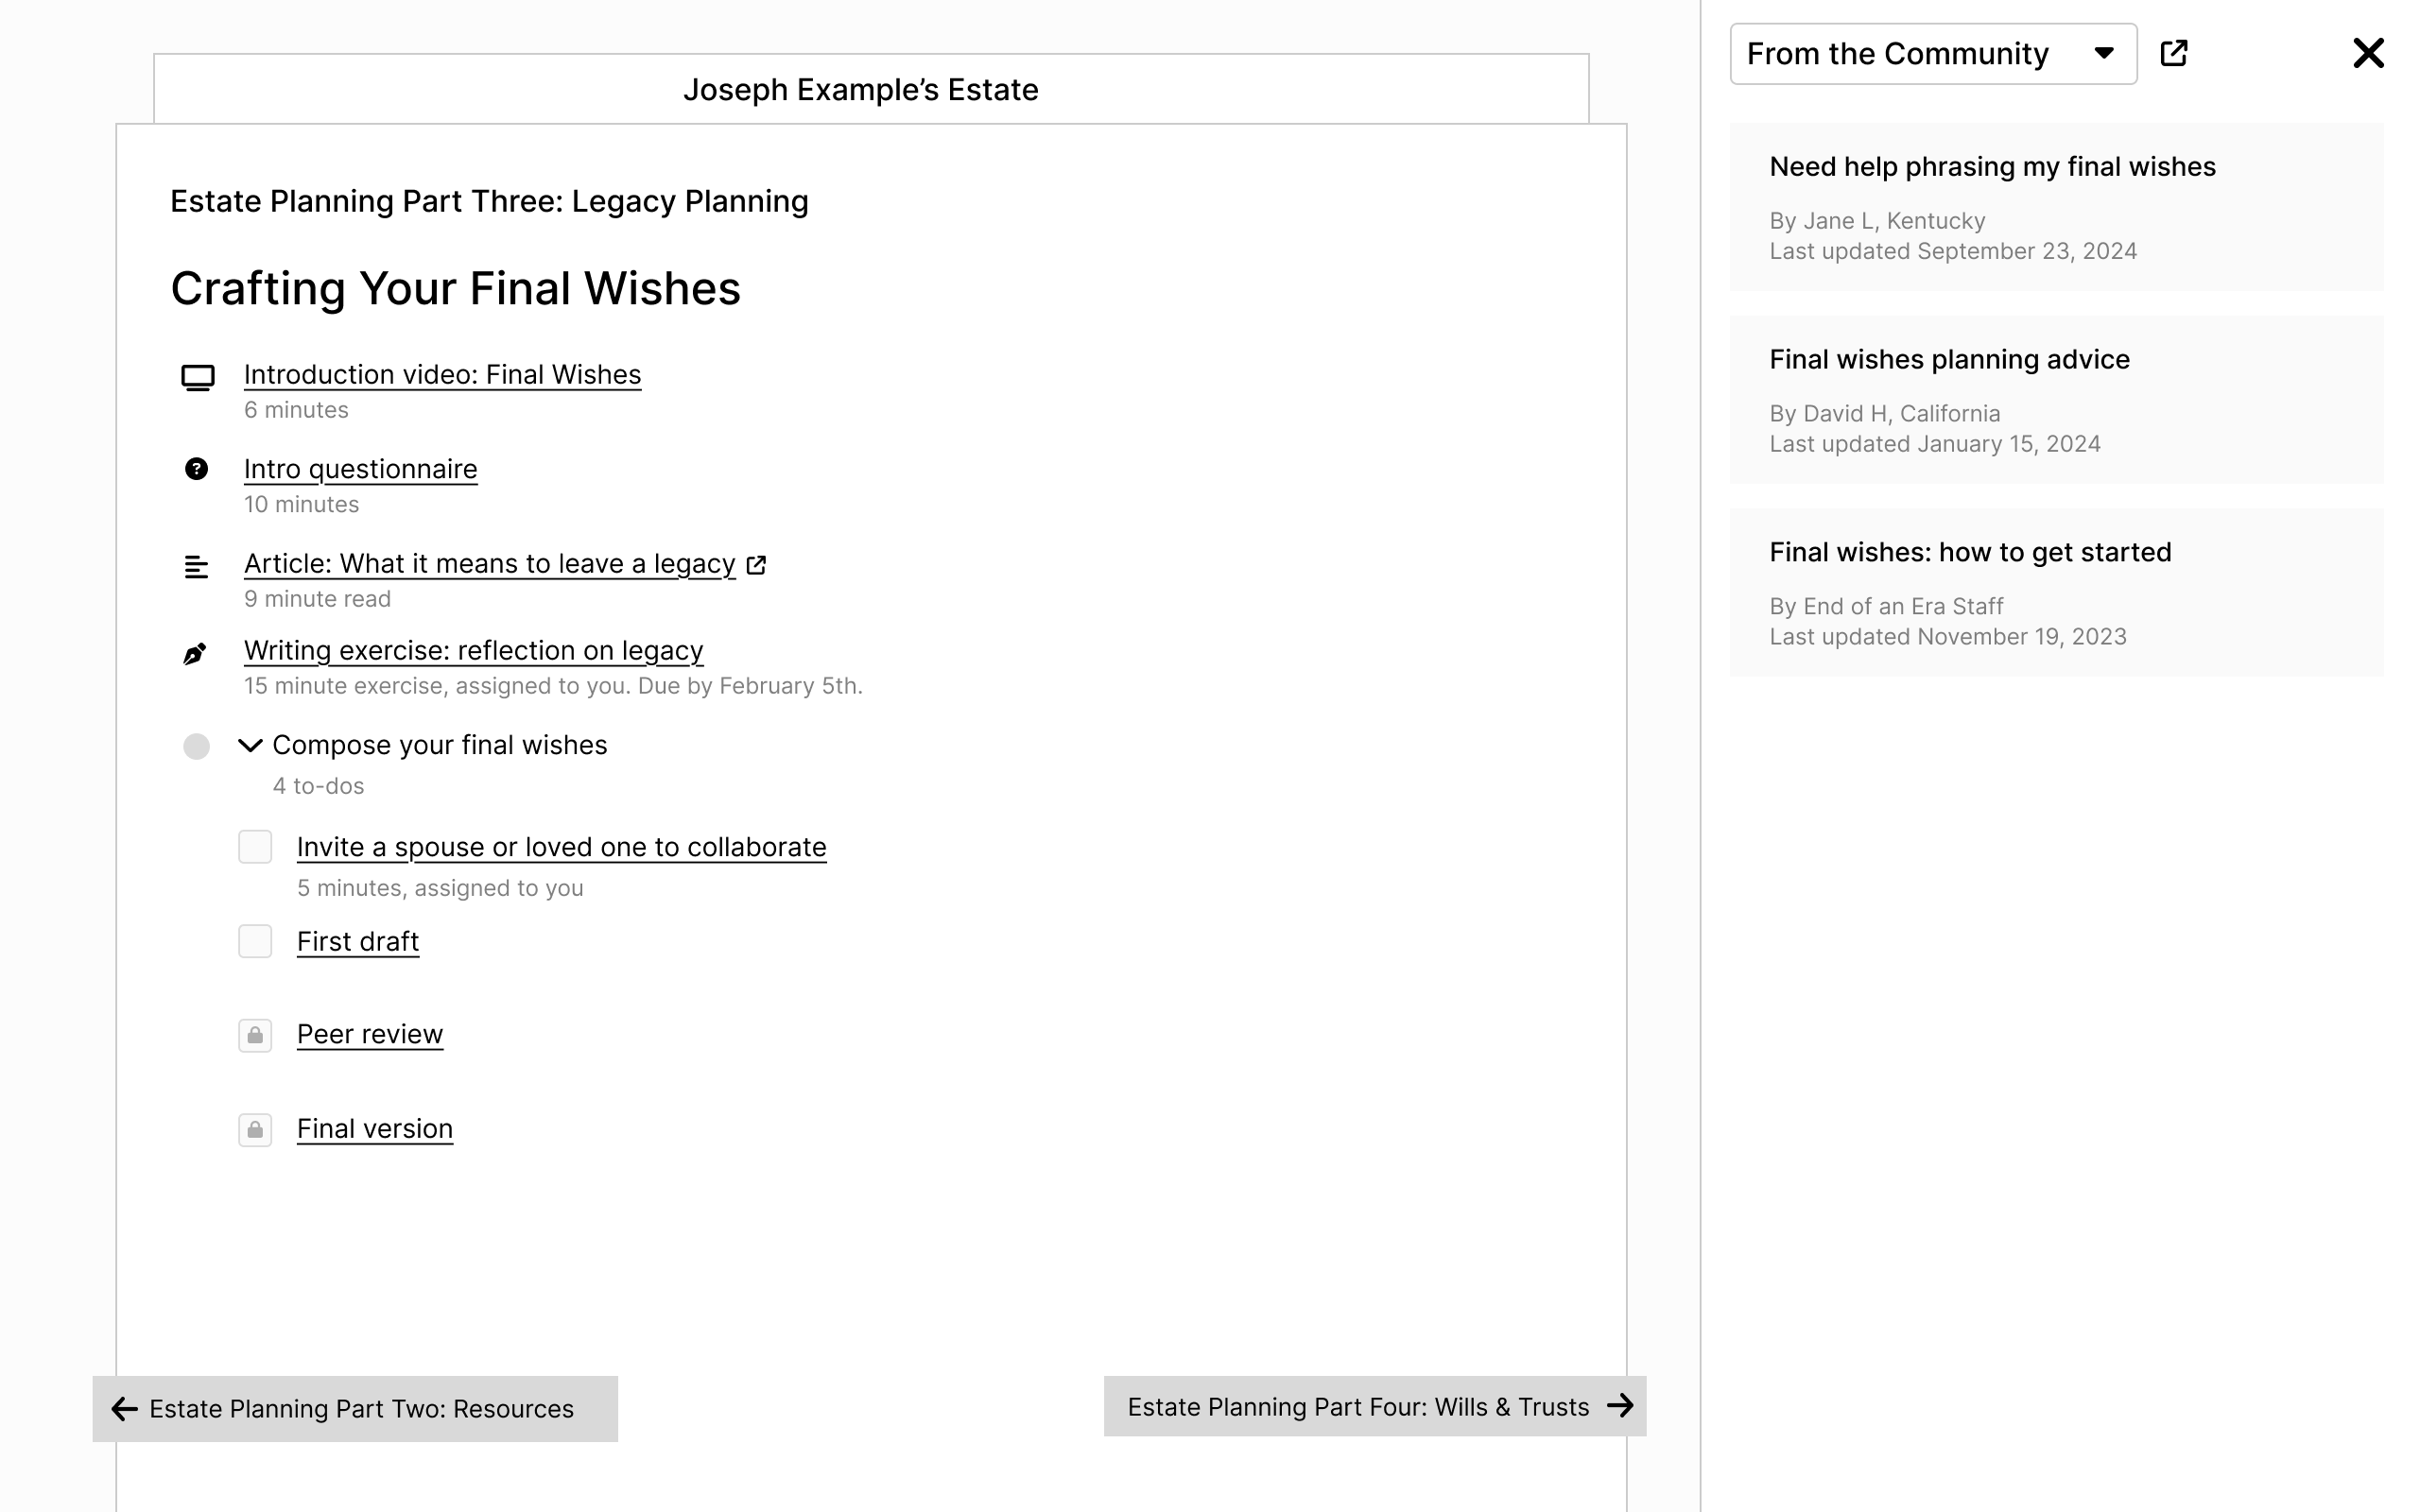 Joseph Example’s Estate
Estate Planning Part Three: Legacy Planning
Crafting Your Final Wishes
Introduction video: Final Wishes
6 minutes
Intro questionnaire
10 minutes
Article: What it means to leave a legacy
9 minute read
Writing exercise: reflection on legacy
15 minute exercise, assigned to you. Due by February 5th.
Compose your final wishes
4 to-dos
Invite a spouse or loved one to collaborate
5 minutes, assigned to you
First draft
Peer review
Final version
Estate Planning Part Two: Resources
Estate Planning Part Four: Wills & Trusts
From the Community
Need help phrasing my final wishes
By Jane L, Kentucky
Last updated September 23, 2024
Final wishes planning advice
By David H, California
Last updated January 15, 2024
Final wishes: how to get started
By End of an Era Staff
Last updated November 19, 2023